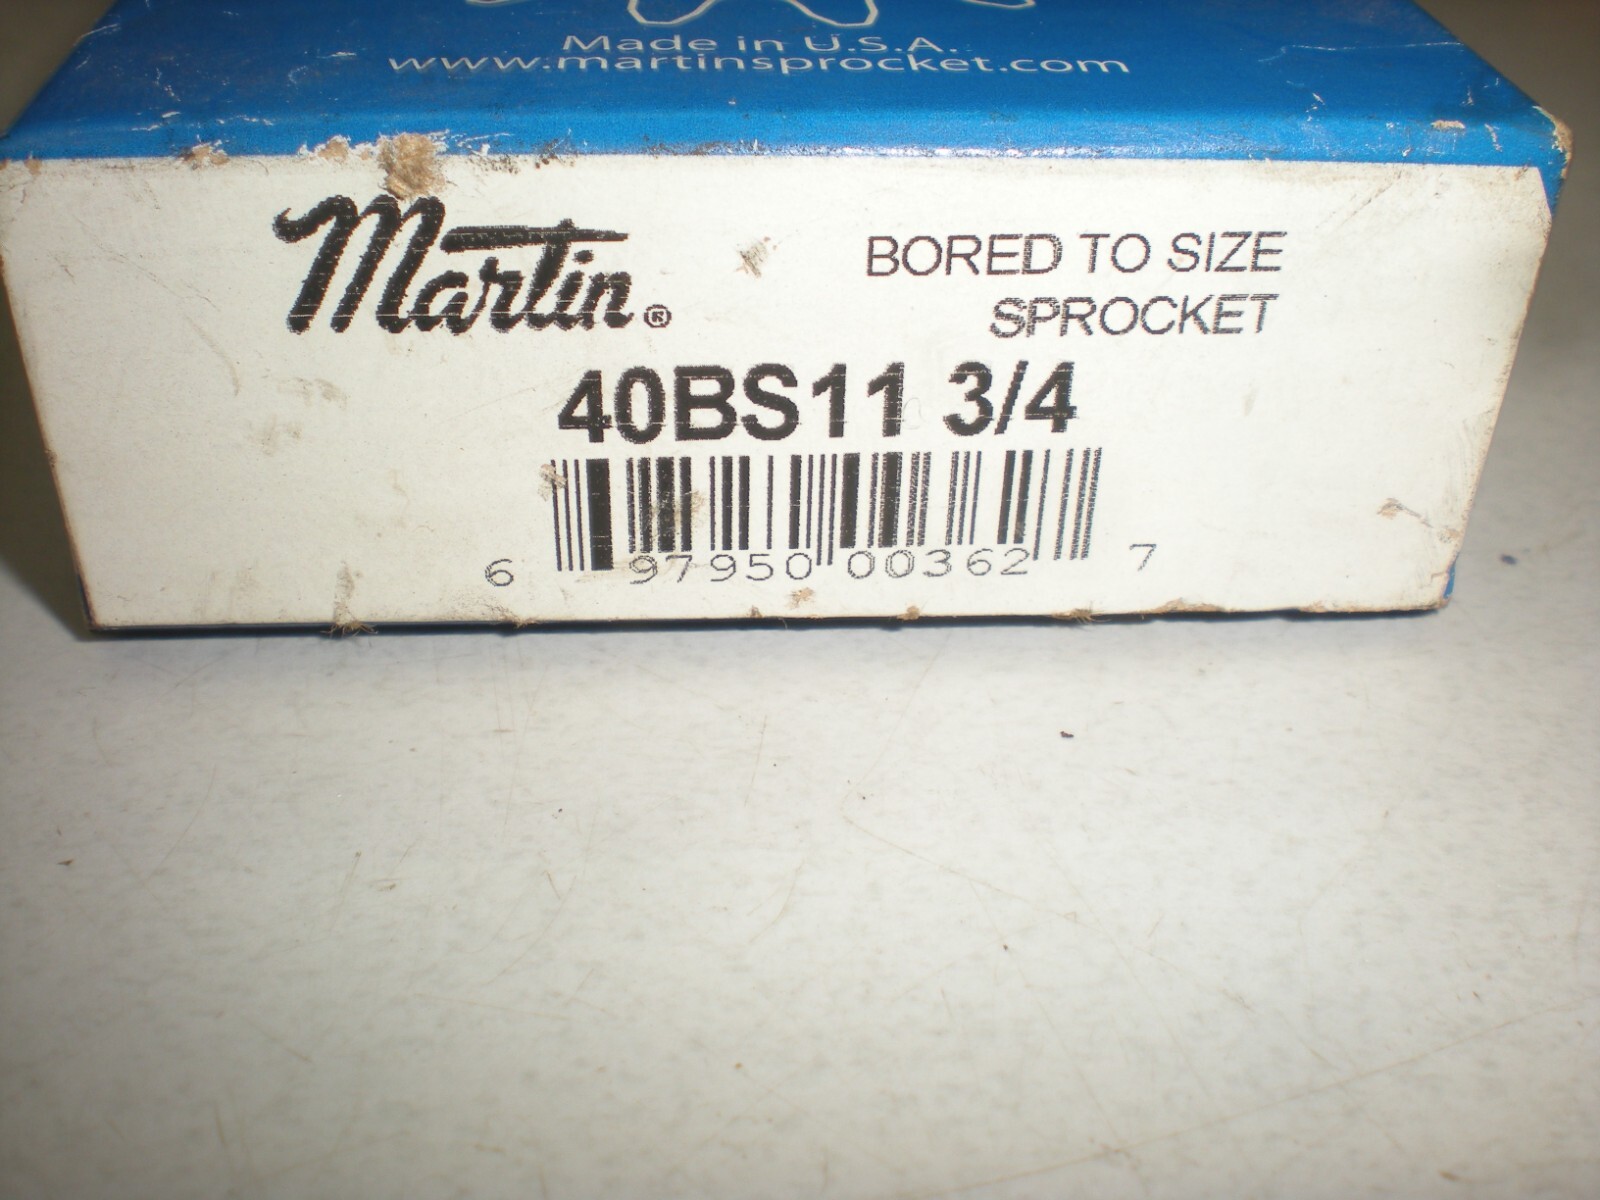 Made in U.S.A.
www.martinsprocket.com
Martin®
BORED TO SIZE
SPROCKET
40BS11 3/4
6 97950 00362 7